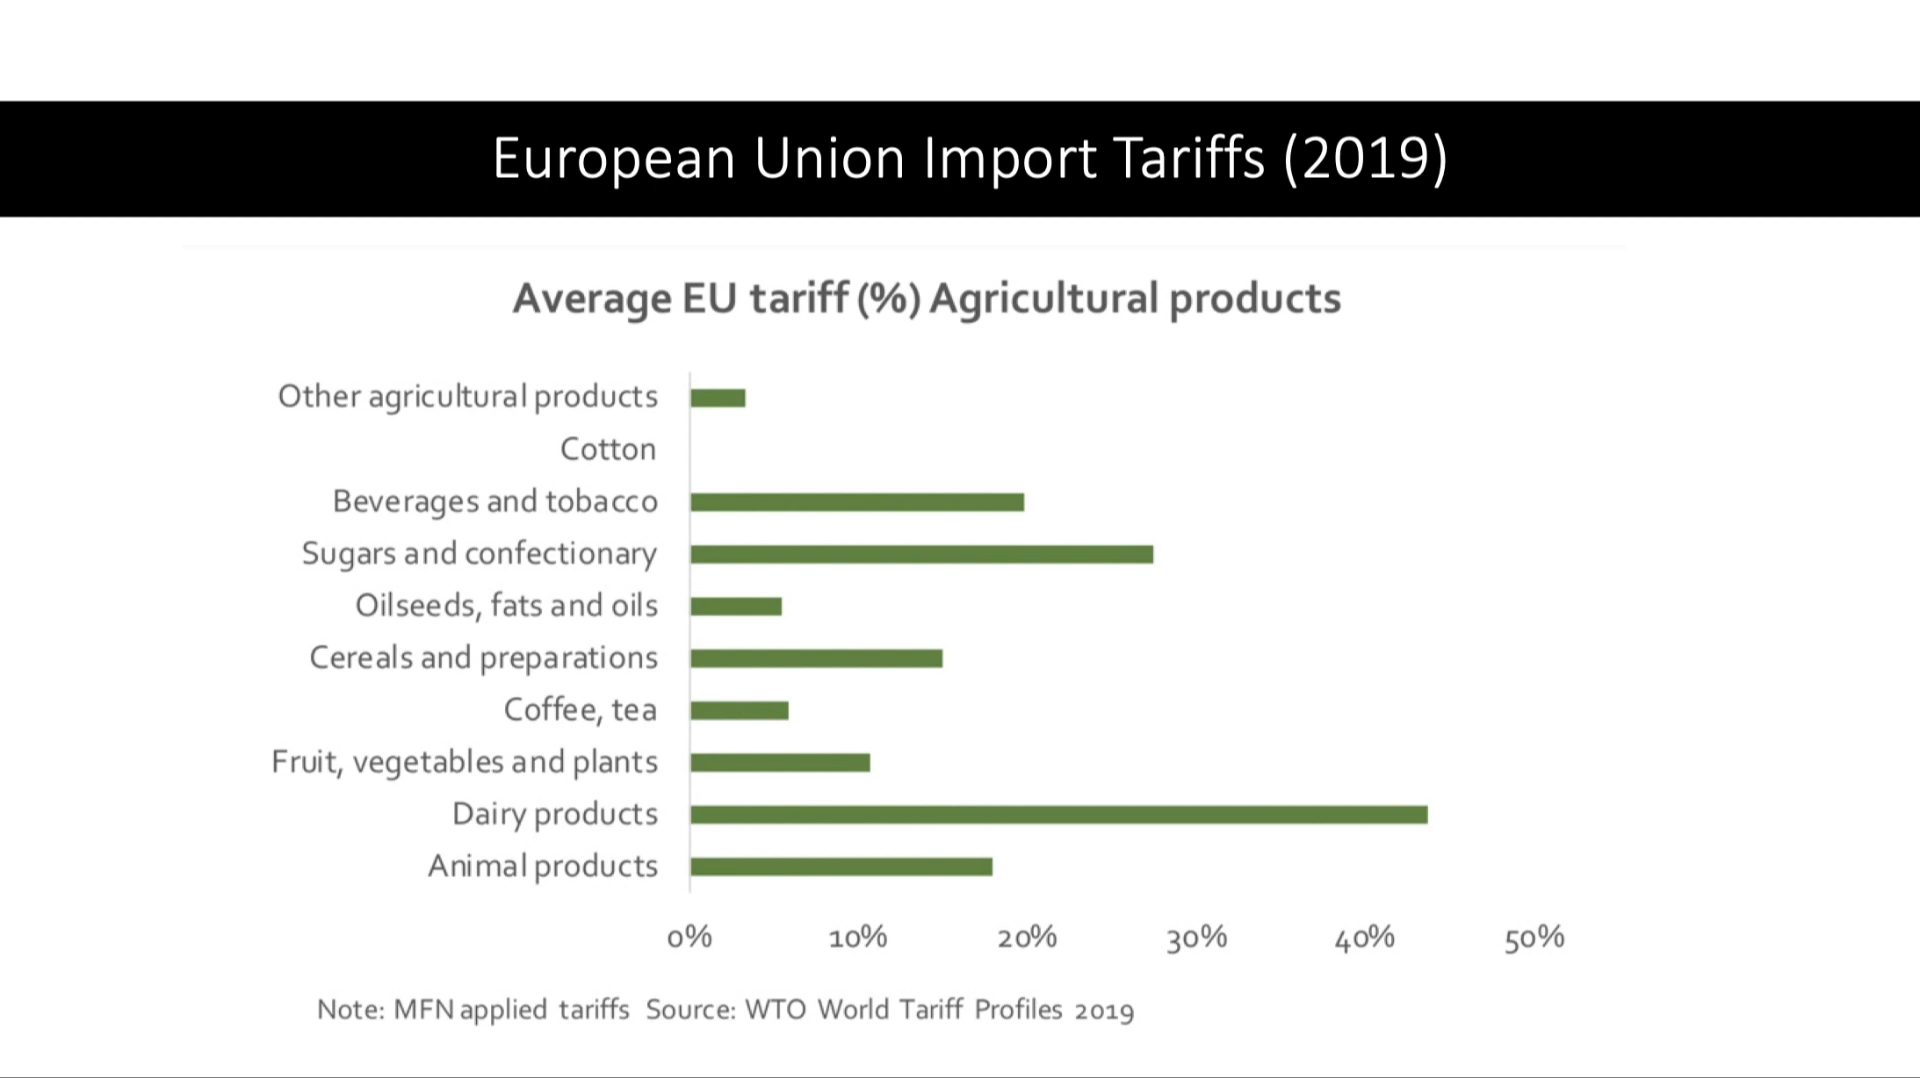 European Union Import Tariffs (2019)
Average EU tariff (%) Agricultural products
Other agricultural products
Cotton
Beverages and tobacco
Sugars and confectionary
Oilseeds, fats and oils
Cereals and preparations
Coffee, tea
Fruit, vegetables and plants
Dairy products
Animal products
0% 10% 20% 30% 40% 50%
Note: MFN applied tariffs Source: WTO World Tariff Profiles 2019